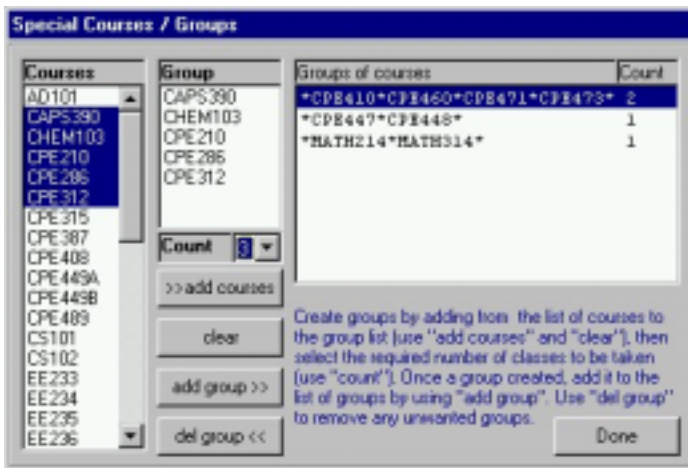 Special Courses / Groups
Courses
AD101
CAPS390
CHEM103
CPE210
CPE286
CPE312
CPE315
CPE387
CPE408
CPE449A
CPE449B
CPE489
CS101
CS102
EE233
EE234
EE235
EE236
Group
CAPS390
CHEM103
CPE210
CPE286
CPE312
Count 3
>>add courses
clear
add group >>
del group <<
Groups of courses Count
*CPE410*CPE460*CPE471*CPE473* 2
*CPE447*CPE448* 1
*MATH214*MATH314* 1
Create groups by adding from the list of courses to
the group list (use "add courses" and "clear"), then
select the required number of classes to be taken
(use "count"). Once a group created, add it to the
list of groups by using "add group". Use "del group"
to remove any unwanted groups.
Done